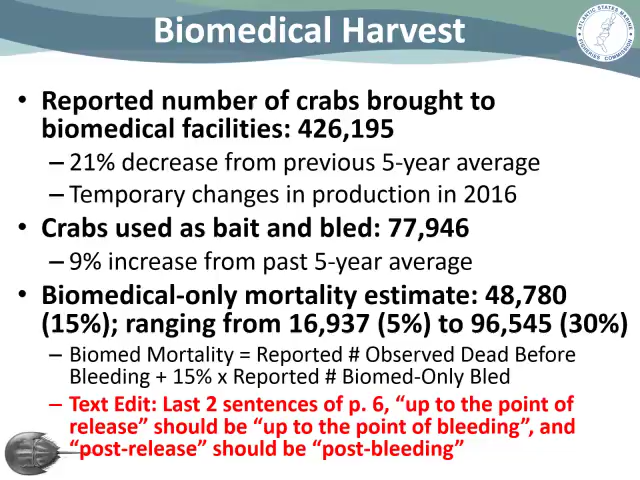 Biomedical Harvest
ATLANTIC STATES MARINE
FISHERIES COMMISSION
• Reported number of crabs brought to
biomedical facilities: 426,195
– 21% decrease from previous 5-year average
– Temporary changes in production in 2016
• Crabs used as bait and bled: 77,946
– 9% increase from past 5-year average
• Biomedical-only mortality estimate: 48,780
(15%); ranging from 16,937 (5%) to 96,545 (30%)
– Biomed Mortality = Reported # Observed Dead Before
Bleeding + 15% x Reported # Biomed-Only Bled
– Text Edit: Last 2 sentences of p. 6, “up to the point of
release” should be “up to the point of bleeding”, and
“post-release” should be “post-bleeding”